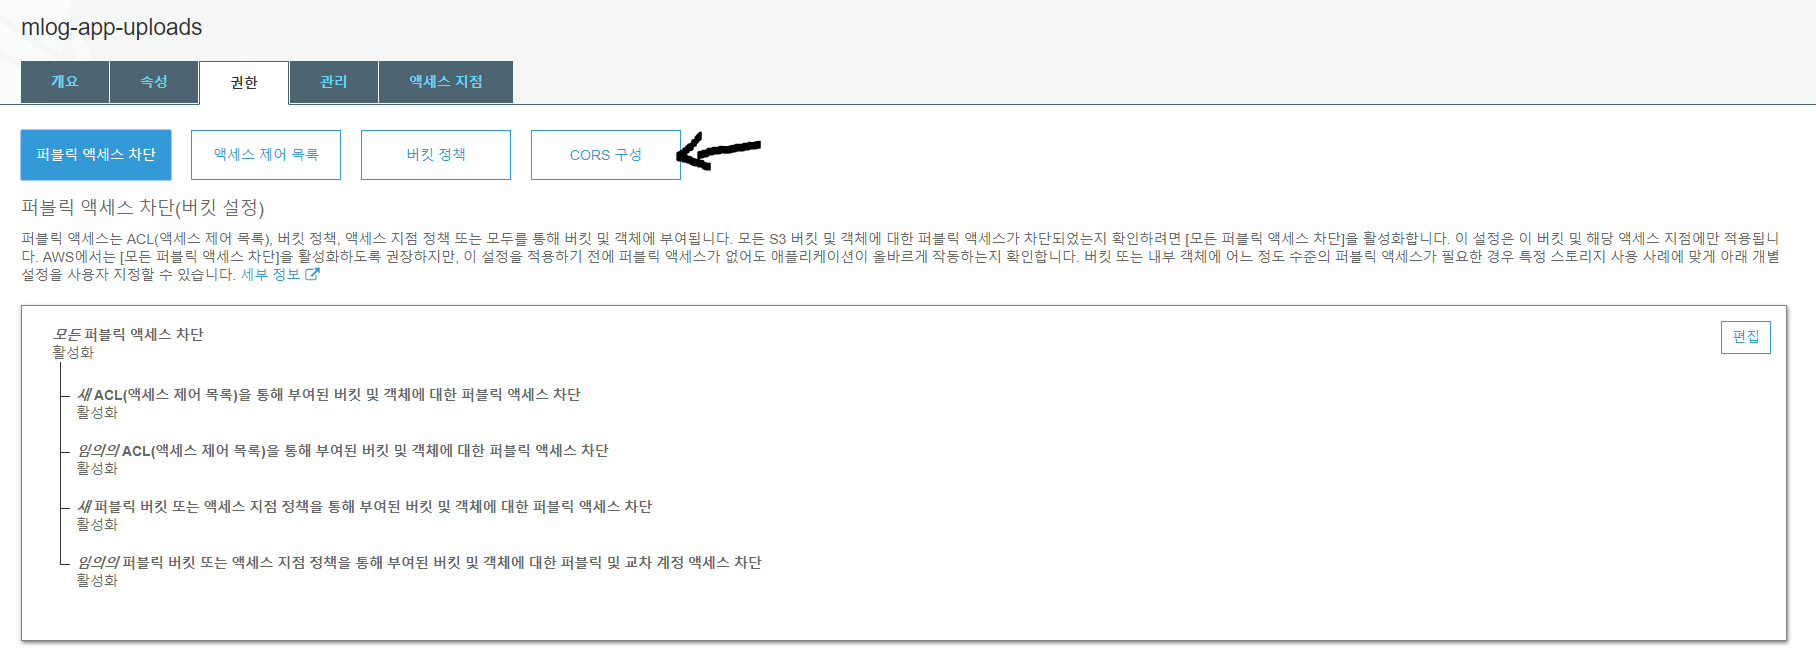 mlog-app-uploads
개요 속성 권한 관리 액세스 지점
퍼블릭 액세스 차단 액세스 제어 목록 버킷 정책 CORS 구성
퍼블릭 액세스 차단(버킷 설정)
퍼블릭 액세스는 ACL(액세스 제어 목록), 버킷 정책, 액세스 지점 정책 또는 모두를 통해 버킷 및 객체에 부여됩니다. 모든 S3 버킷 및 객체에 대한 퍼블릭 액세스가 차단되었는지 확인하려면 [모든 퍼블릭 액세스 차단]을 활성화합니다. 이 설정은 이 버킷 및 해당 액세스 지점에만 적용됩니
다. AWS에서는 [모든 퍼블릭 액세스 차단]을 활성화하도록 권장하지만, 이 설정을 적용하기 전에 퍼블릭 액세스가 없어도 애플리케이션이 올바르게 작동하는지 확인합니다. 버킷 또는 내부 객체에 어느 정도 수준의 퍼블릭 액세스가 필요한 경우 특정 스토리지 사용 사례에 맞게 아래 개별
설정을 사용자 지정할 수 있습니다. 세부 정보
모든 퍼블릭 액세스 차단
편집
활성화
새 ACL(액세스 제어 목록)을 통해 부여된 버킷 및 객체에 대한 퍼블릭 액세스 차단
활성화
임의의 ACL(액세스 제어 목록)을 통해 부여된 버킷 및 객체에 대한 퍼블릭 액세스 차단
활성화
새 퍼블릭 버킷 또는 액세스 지점 정책을 통해 부여된 버킷 및 객체에 대한 퍼블릭 액세스 차단
활성화
임의의 퍼블릭 버킷 또는 액세스 지점 정책을 통해 부여된 버킷 및 객체에 대한 퍼블릭 및 교차 계정 액세스 차단
활성화